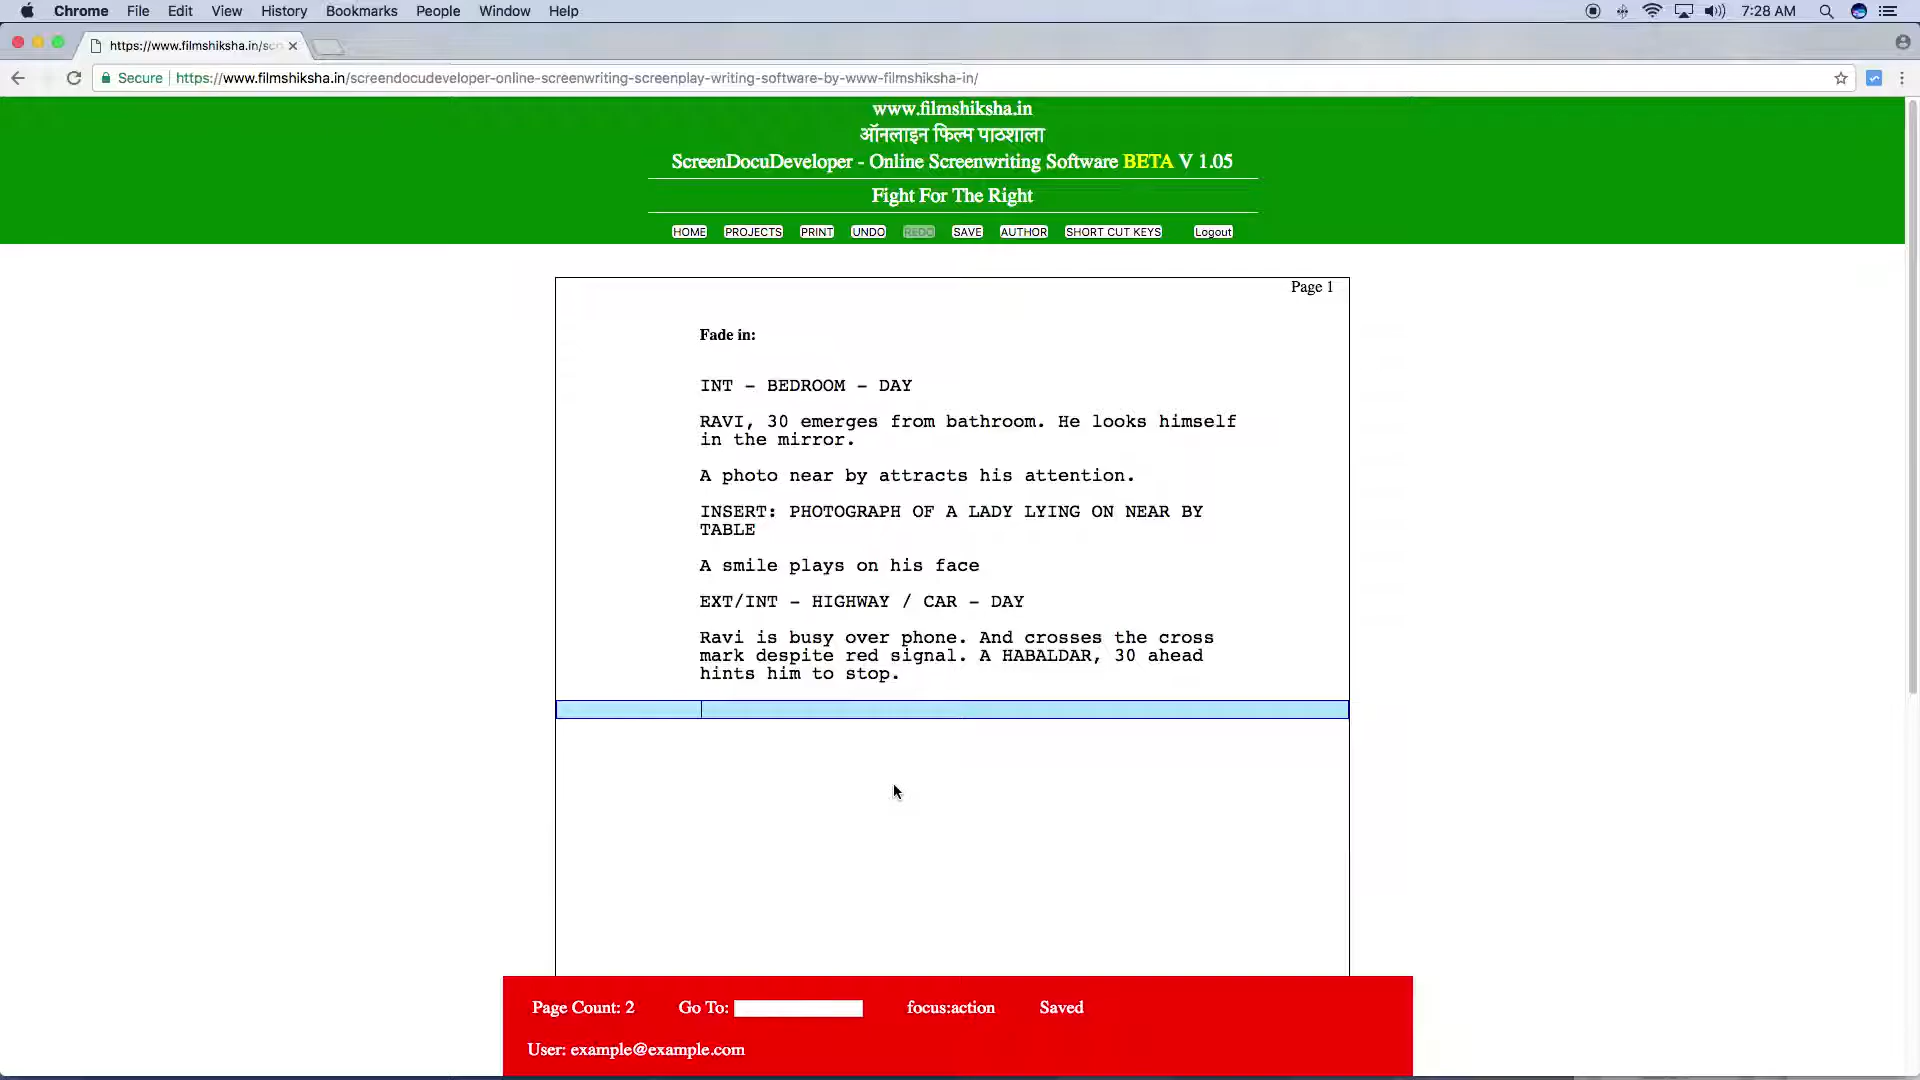 Chrome File Edit View History Bookmarks People Window Help 7:28 AM
https://www.filmshiksha.in/scr
Secure https://www.filmshiksha.in/screendocudeveloper-online-screenwriting-screenplay-writing-software-by-www-filmshiksha-in/
www.filmshiksha.in
ऑनलाइन फिल्म पाठशाला
ScreenDocuDeveloper - Online Screenwriting Software BETA V 1.05
Fight For The Right
HOME PROJECTS PRINT UNDO REDO SAVE AUTHOR SHORT CUT KEYS Logout
Page 1
Fade in:
INT - BEDROOM - DAY
RAVI, 30 emerges from bathroom. He looks himself
in the mirror.
A photo near by attracts his attention.
INSERT: PHOTOGRAPH OF A LADY LYING ON NEAR BY
TABLE
A smile plays on his face
EXT/INT - HIGHWAY / CAR - DAY
Ravi is busy over phone. And crosses the cross
mark despite red signal. A HABALDAR, 30 ahead
hints him to stop.
Page Count: 2 Go To: focus:action Saved
User: example@example.com